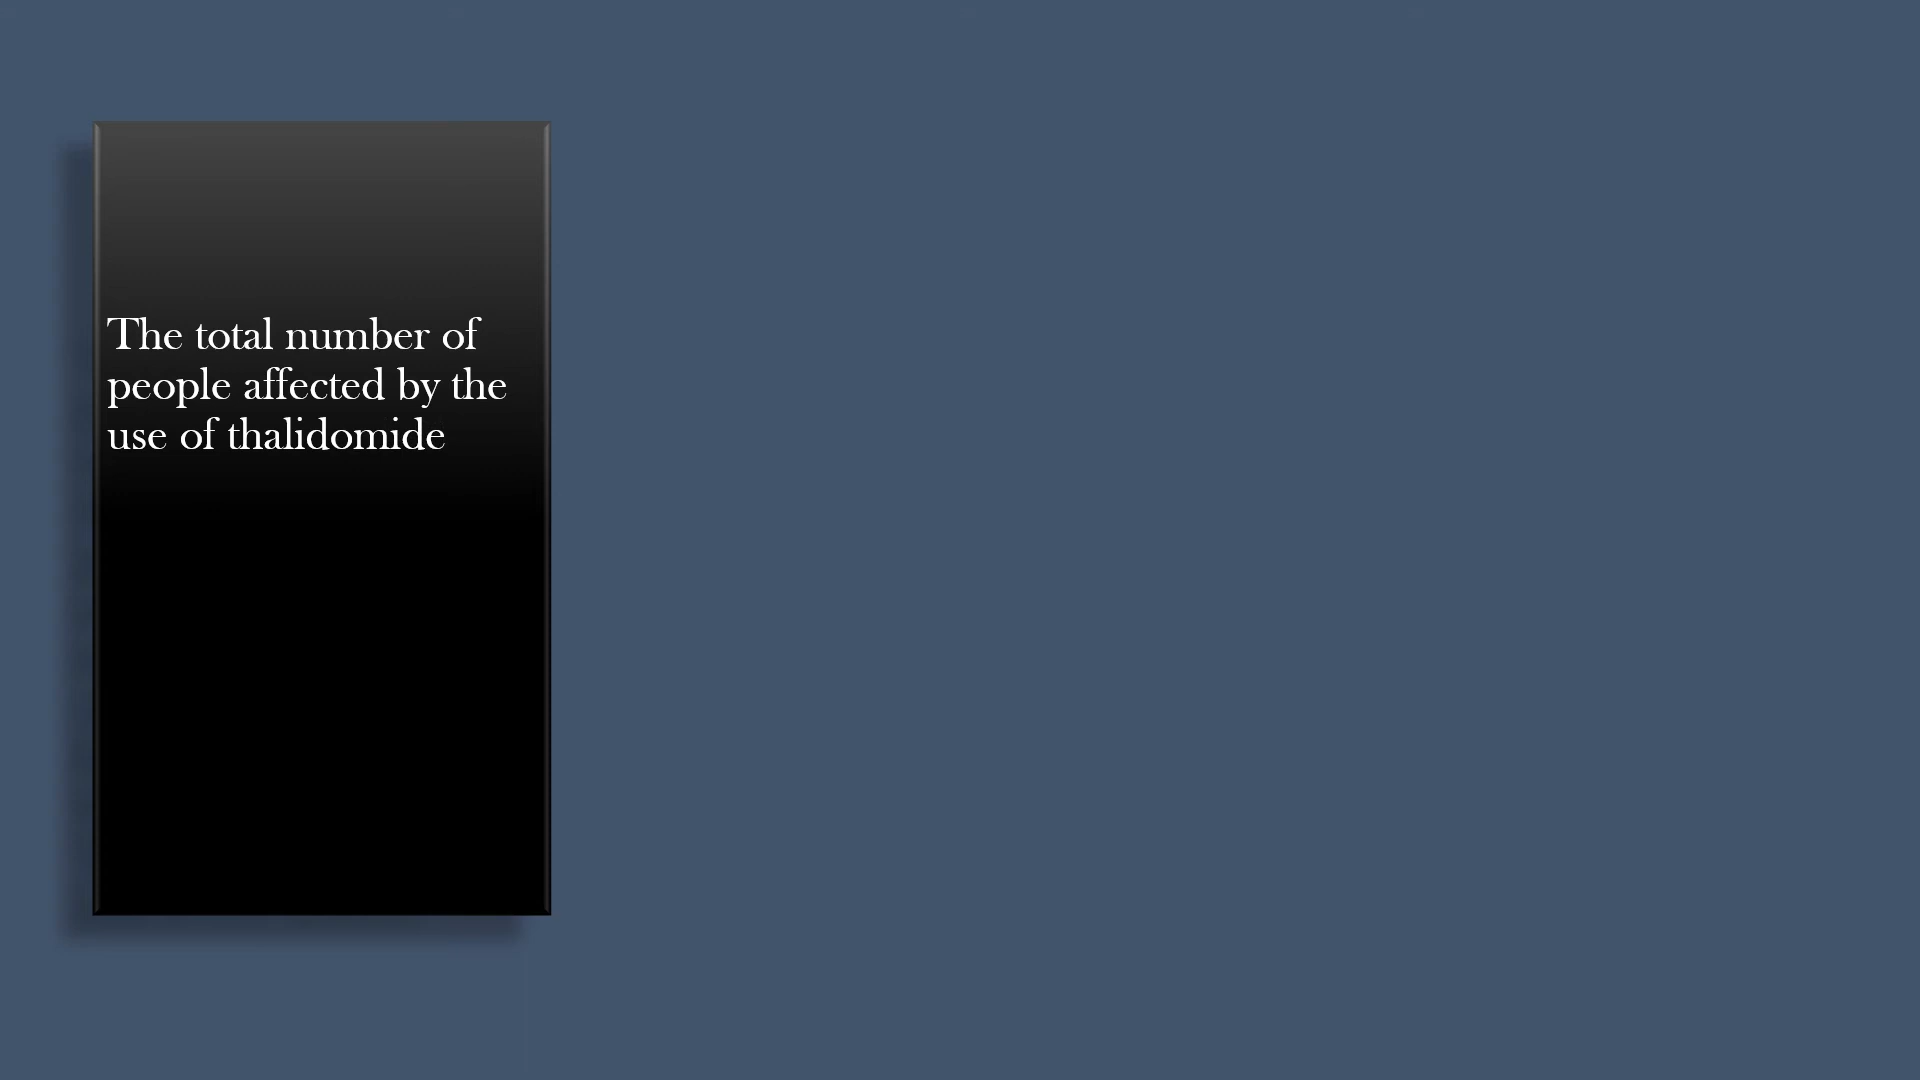 The total number of
people affected by the
use of thalidomide